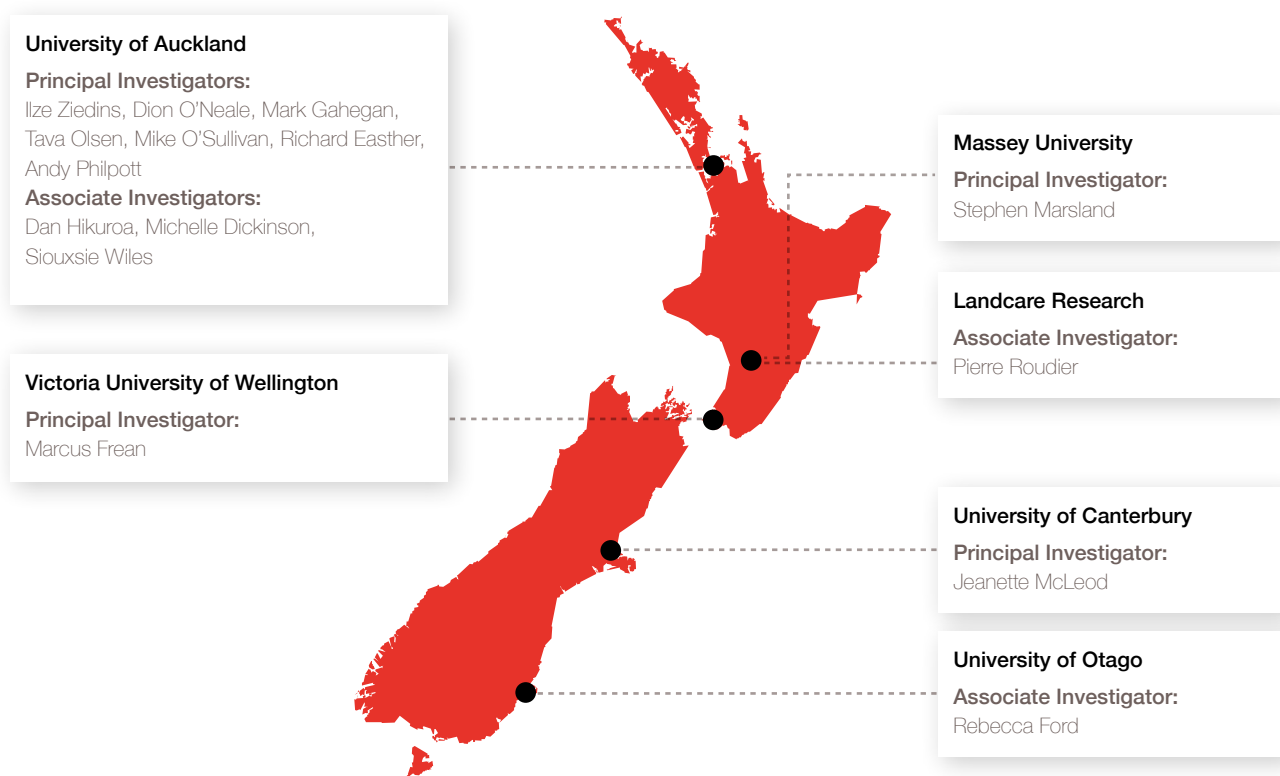 University of Auckland
Principal Investigators:
Ilze Ziedins, Dion O'Neale, Mark Gahegan,
Tava Olsen, Mike O'Sullivan, Richard Easther,
Andy Philpott
Associate Investigators:
Dan Hikuroa, Michelle Dickinson,
Siouxsie Wiles
Victoria University of Wellington
Principal Investigator:
Marcus Frean
Massey University
Principal Investigator:
Stephen Marsland
Landcare Research
Associate Investigator:
Pierre Roudier
University of Canterbury
Principal Investigator:
Jeanette McLeod
University of Otago
Associate Investigator:
Rebecca Ford